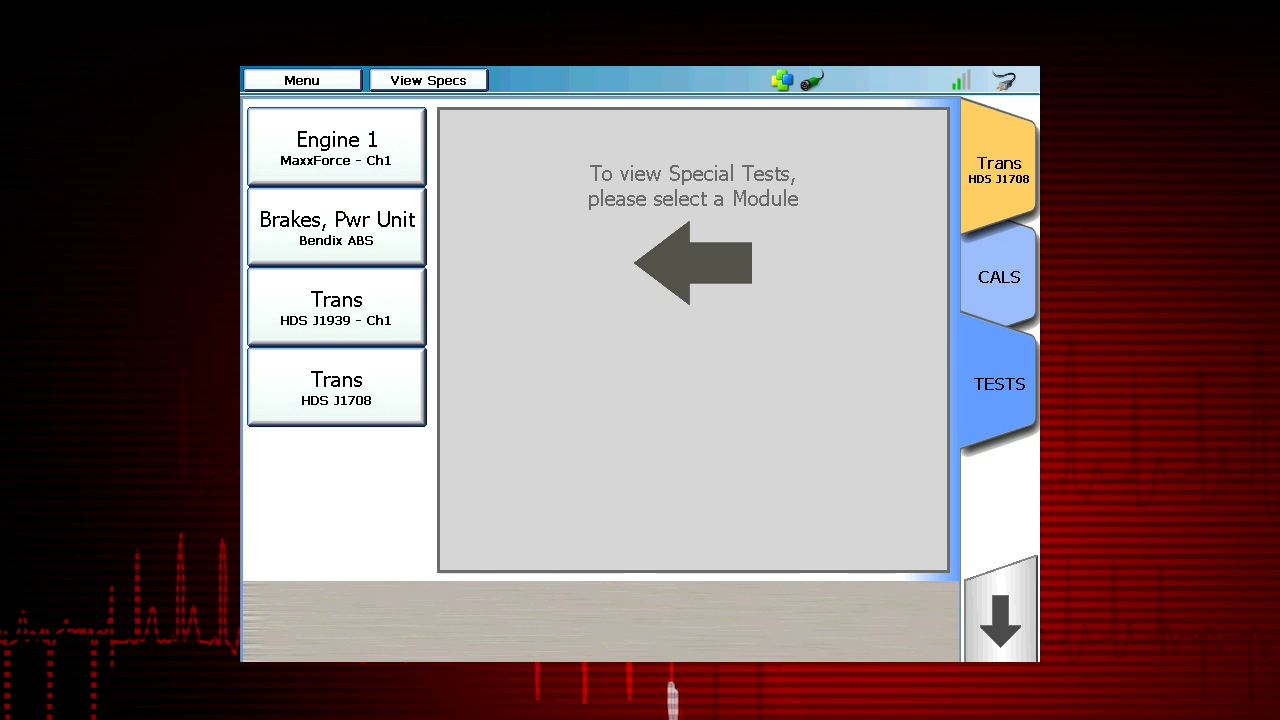 Menu
View Specs
Engine 1
MaxxForce - Ch1
Brakes, Pwr Unit
Bendix ABS
Trans
HDS J1939 - Ch1
Trans
HDS J1708
To view Special Tests,
please select a Module
Trans
HDS J1708
CALS
TESTS